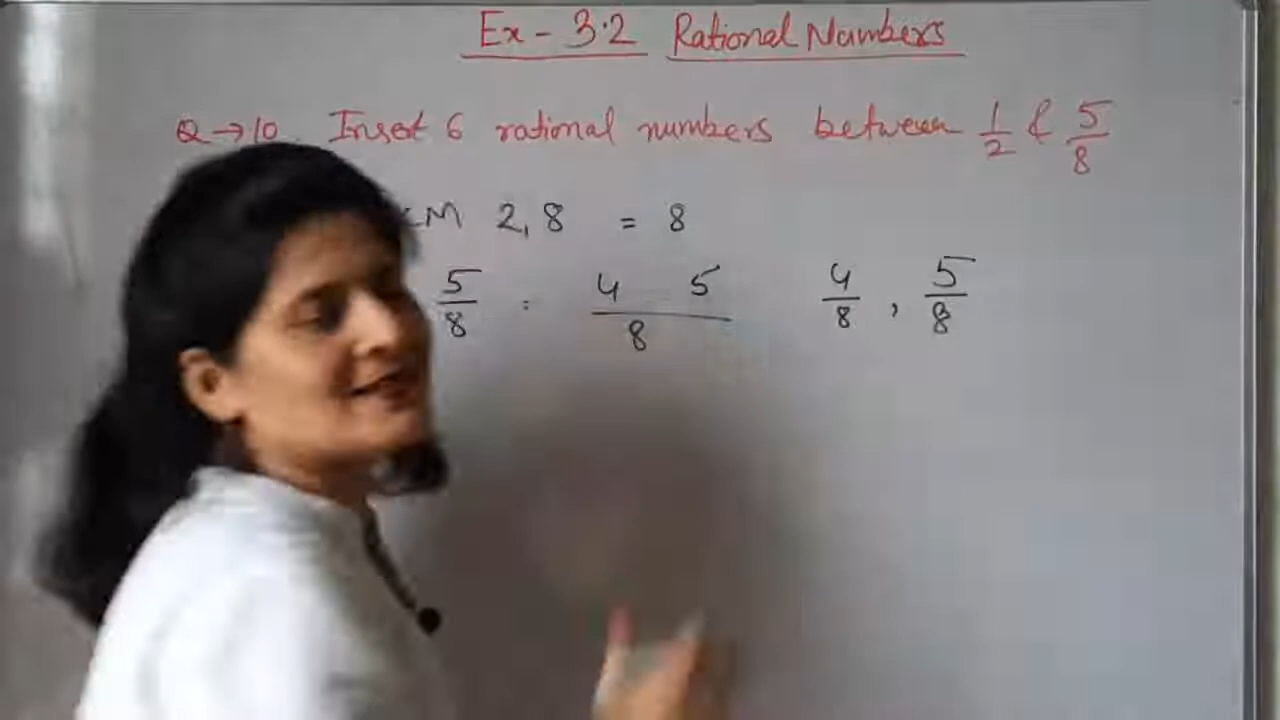 Ex - 3.2 Rational Numbers
Q → 10. Insert 6 rational numbers between 1/2 & 5/8
CM 2, 8 = 8
5/8 = 4 5/8 4/8 , 5/8